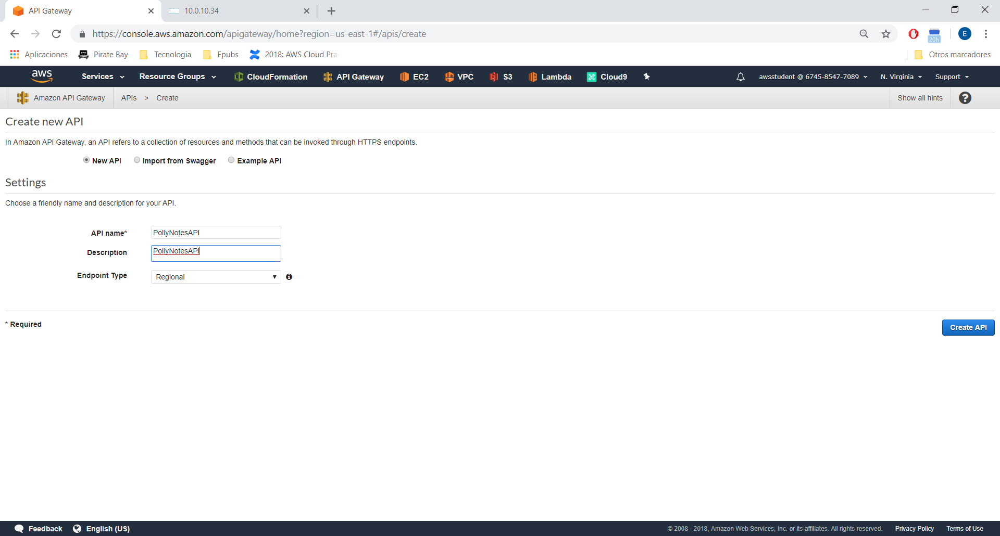 API Gateway
10.0.10.34
https://console.aws.amazon.com/apigateway/home?region=us-east-1#/apis/create
20h
E
Aplicaciones
Pirate Bay
Tecnologia
Epubs
2018: AWS Cloud Pra
Otros marcadores
aws
Services
Resource Groups
CloudFormation
API Gateway
EC2
VPC
S3
Lambda
Cloud9
awsstudent @ 6745-8547-7089
N. Virginia
Support
Amazon API Gateway
APIs > Create
Show all hints
?
Create new API
In Amazon API Gateway, an API refers to a collection of resources and methods that can be invoked through HTTPS endpoints.
New API
Import from Swagger
Example API
Settings
Choose a friendly name and description for your API.
API name*
PollyNotesAPI
Description
PollyNotesAPI
Endpoint Type
Regional
* Required
Create API
Feedback
English (US)
© 2008 - 2018, Amazon Web Services, Inc. or its affiliates. All rights reserved.
Privacy Policy
Terms of Use